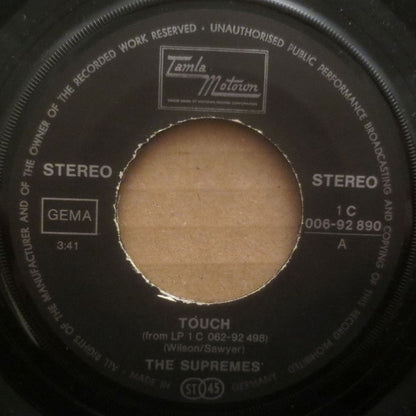 ALL RIGHTS OF THE MANUFACTURER AND OF THE OWNER OF THE RECORDED WORK RESERVED · UNAUTHORISED PUBLIC PERFORMANCE BROADCASTING AND COPYING OF THIS RECORD PROHIBITED
Tamla
Motown
STEREO
STEREO
GEMA
3:41
1 C
006-92 890
A
TOUCH
(from LP 1 C 062-92 498)
(Wilson/Sawyer)
THE SUPREMES
· MADE IN GERMANY ·
ST 45